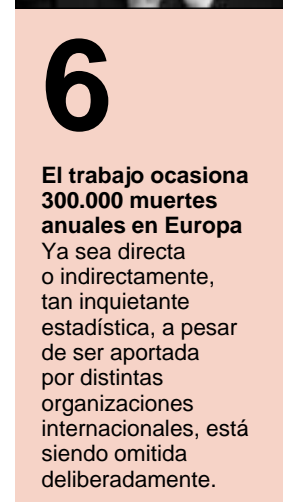 6
El trabajo ocasiona
300.000 muertes
anuales en Europa
Ya sea directa
o indirectamente,
tan inquietante
estadística, a pesar
de ser aportada
por distintas
organizaciones
internacionales, está
siendo omitida
deliberadamente.